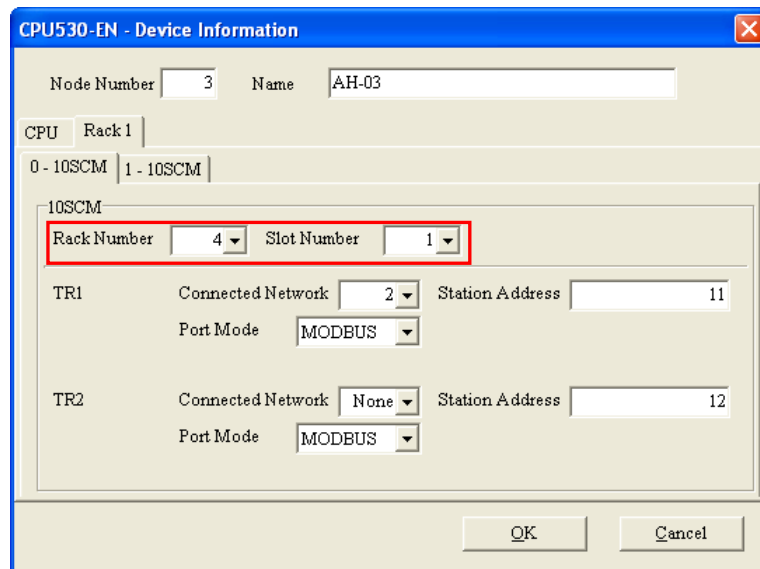 CPU530-EN - Device Information
Node Number 3 Name AH-03
CPU Rack 1
0 - 10SCM 1 - 10SCM
10SCM
Rack Number 4 Slot Number 1
TR1 Connected Network 2 Station Address 11
Port Mode MODBUS
TR2 Connected Network None Station Address 12
Port Mode MODBUS
OK Cancel